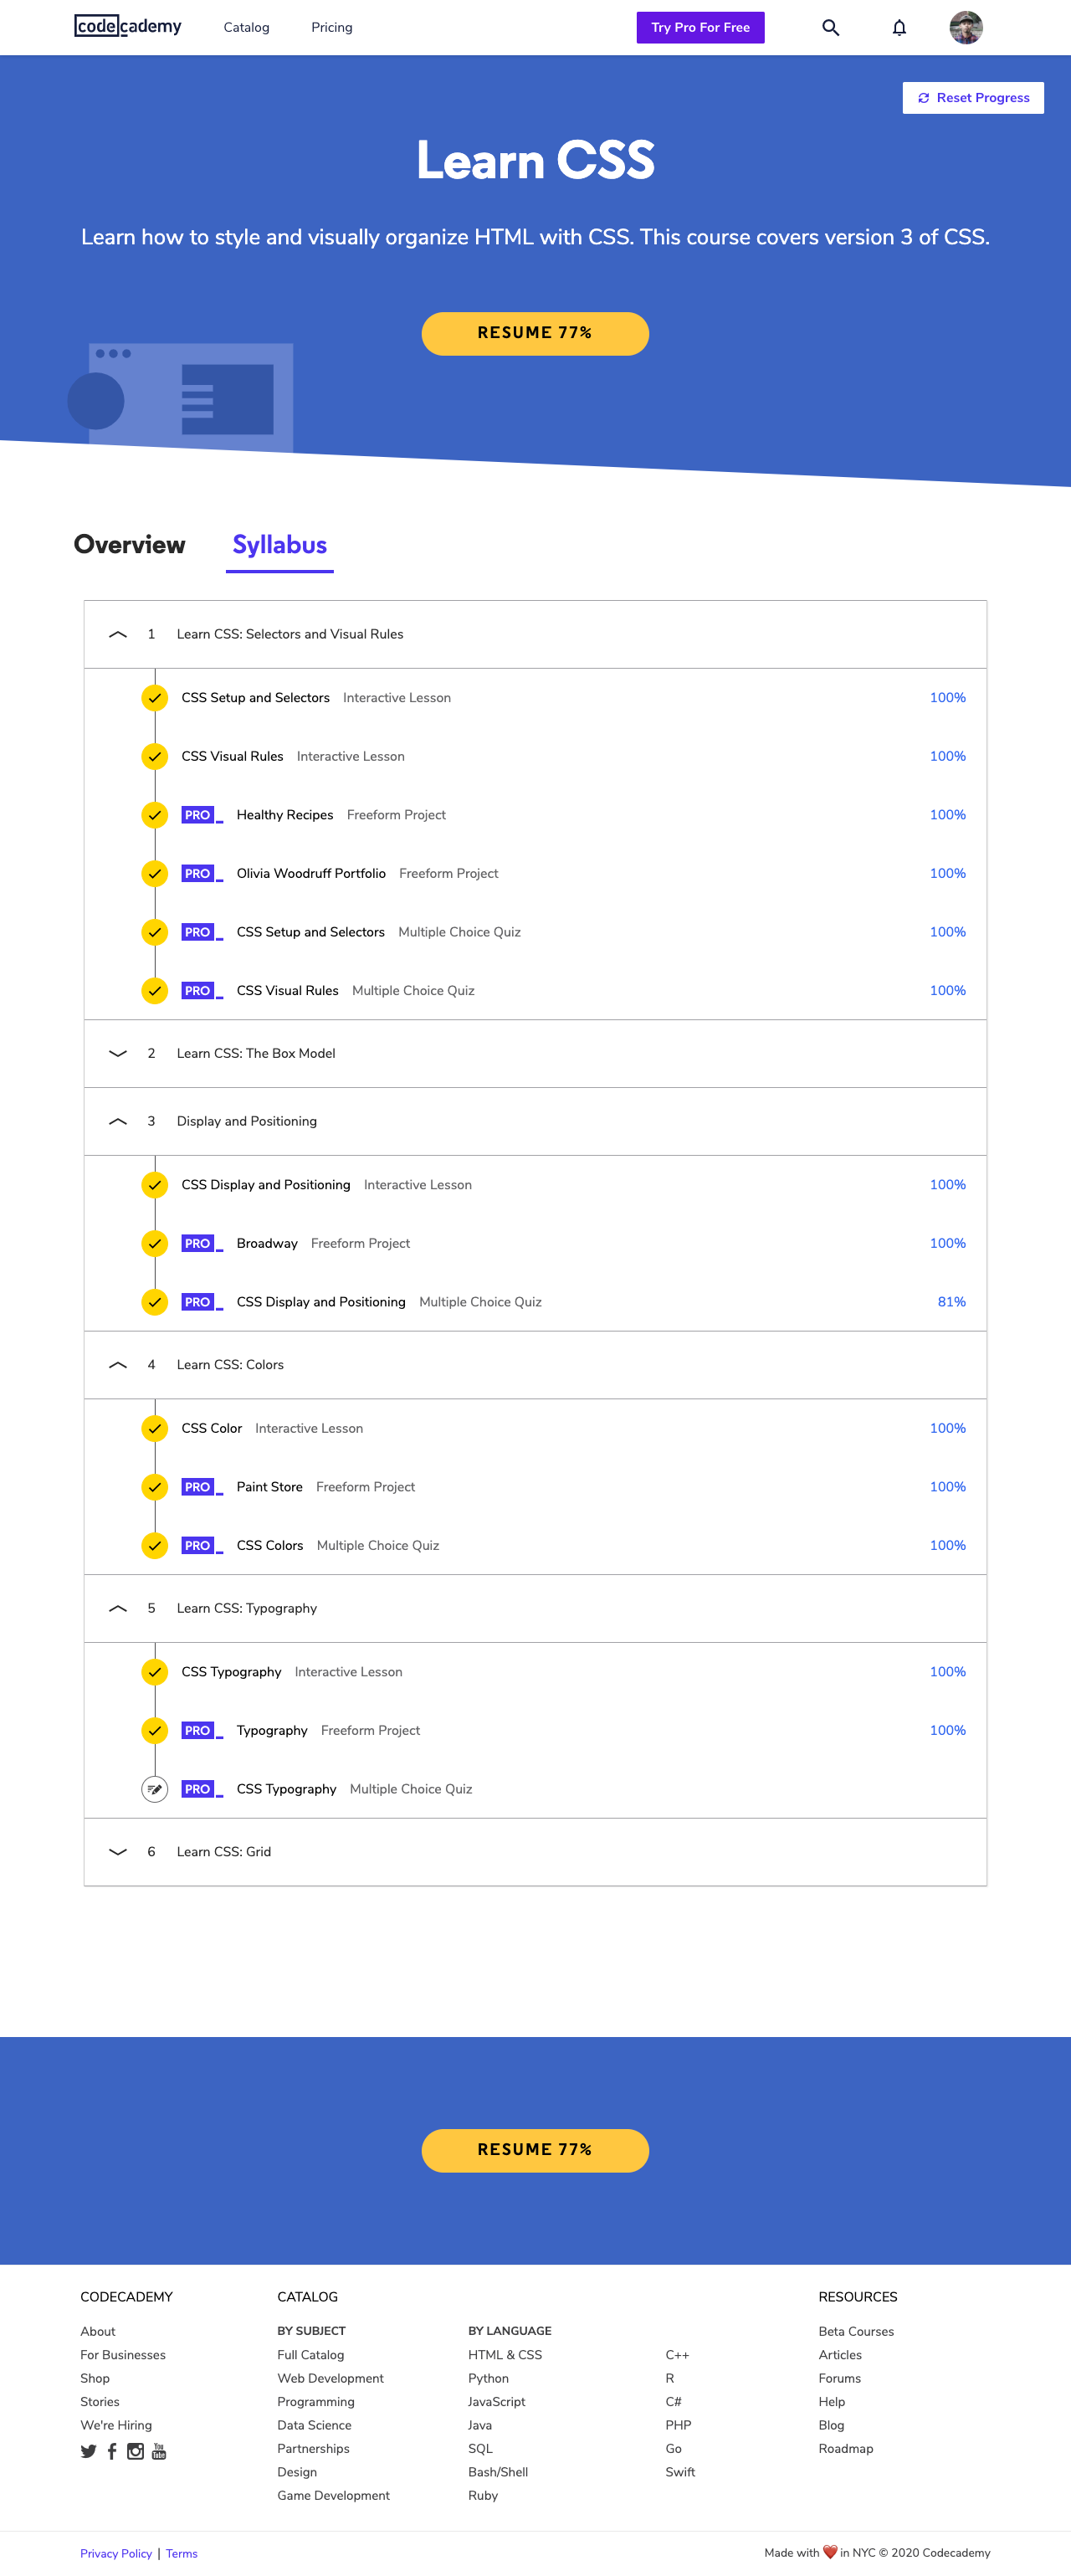 codecademy Catalog Pricing Try Pro For Free
Reset Progress
Learn CSS
Learn how to style and visually organize HTML with CSS. This course covers version 3 of CSS.
RESUME 77%
Overview Syllabus
1 Learn CSS: Selectors and Visual Rules
CSS Setup and Selectors Interactive Lesson 100%
CSS Visual Rules Interactive Lesson 100%
PRO Healthy Recipes Freeform Project 100%
PRO Olivia Woodruff Portfolio Freeform Project 100%
PRO CSS Setup and Selectors Multiple Choice Quiz 100%
PRO CSS Visual Rules Multiple Choice Quiz 100%
2 Learn CSS: The Box Model
3 Display and Positioning
CSS Display and Positioning Interactive Lesson 100%
PRO Broadway Freeform Project 100%
PRO CSS Display and Positioning Multiple Choice Quiz 81%
4 Learn CSS: Colors
CSS Color Interactive Lesson 100%
PRO Paint Store Freeform Project 100%
PRO CSS Colors Multiple Choice Quiz 100%
5 Learn CSS: Typography
CSS Typography Interactive Lesson 100%
PRO Typography Freeform Project 100%
PRO CSS Typography Multiple Choice Quiz
6 Learn CSS: Grid
RESUME 77%
CODECADEMY
About
For Businesses
Shop
Stories
We're Hiring
You Tube
CATALOG
BY SUBJECT
Full Catalog
Web Development
Programming
Data Science
Partnerships
Design
Game Development
BY LANGUAGE
HTML & CSS
Python
JavaScript
Java
SQL
Bash/Shell
Ruby
C++
R
C#
PHP
Go
Swift
RESOURCES
Beta Courses
Articles
Forums
Help
Blog
Roadmap
Privacy Policy | Terms
Made with ❤️ in NYC © 2020 Codecademy